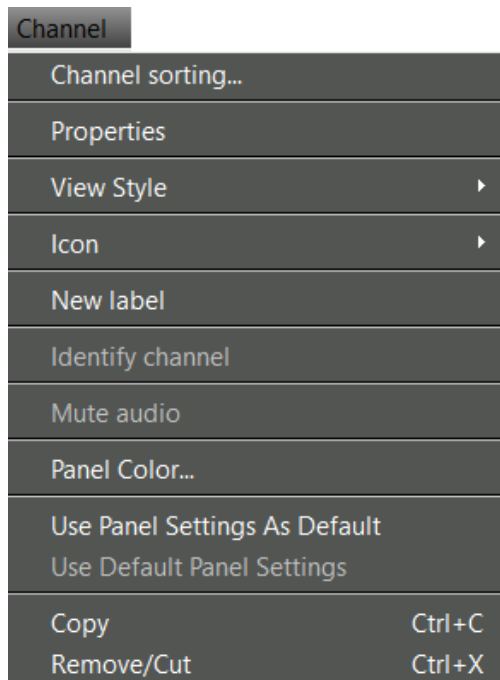 Channel
Channel sorting...
Properties
View Style
Icon
New label
Identify channel
Mute audio
Panel Color...
Use Panel Settings As Default
Use Default Panel Settings
Copy Ctrl+C
Remove/Cut Ctrl+X